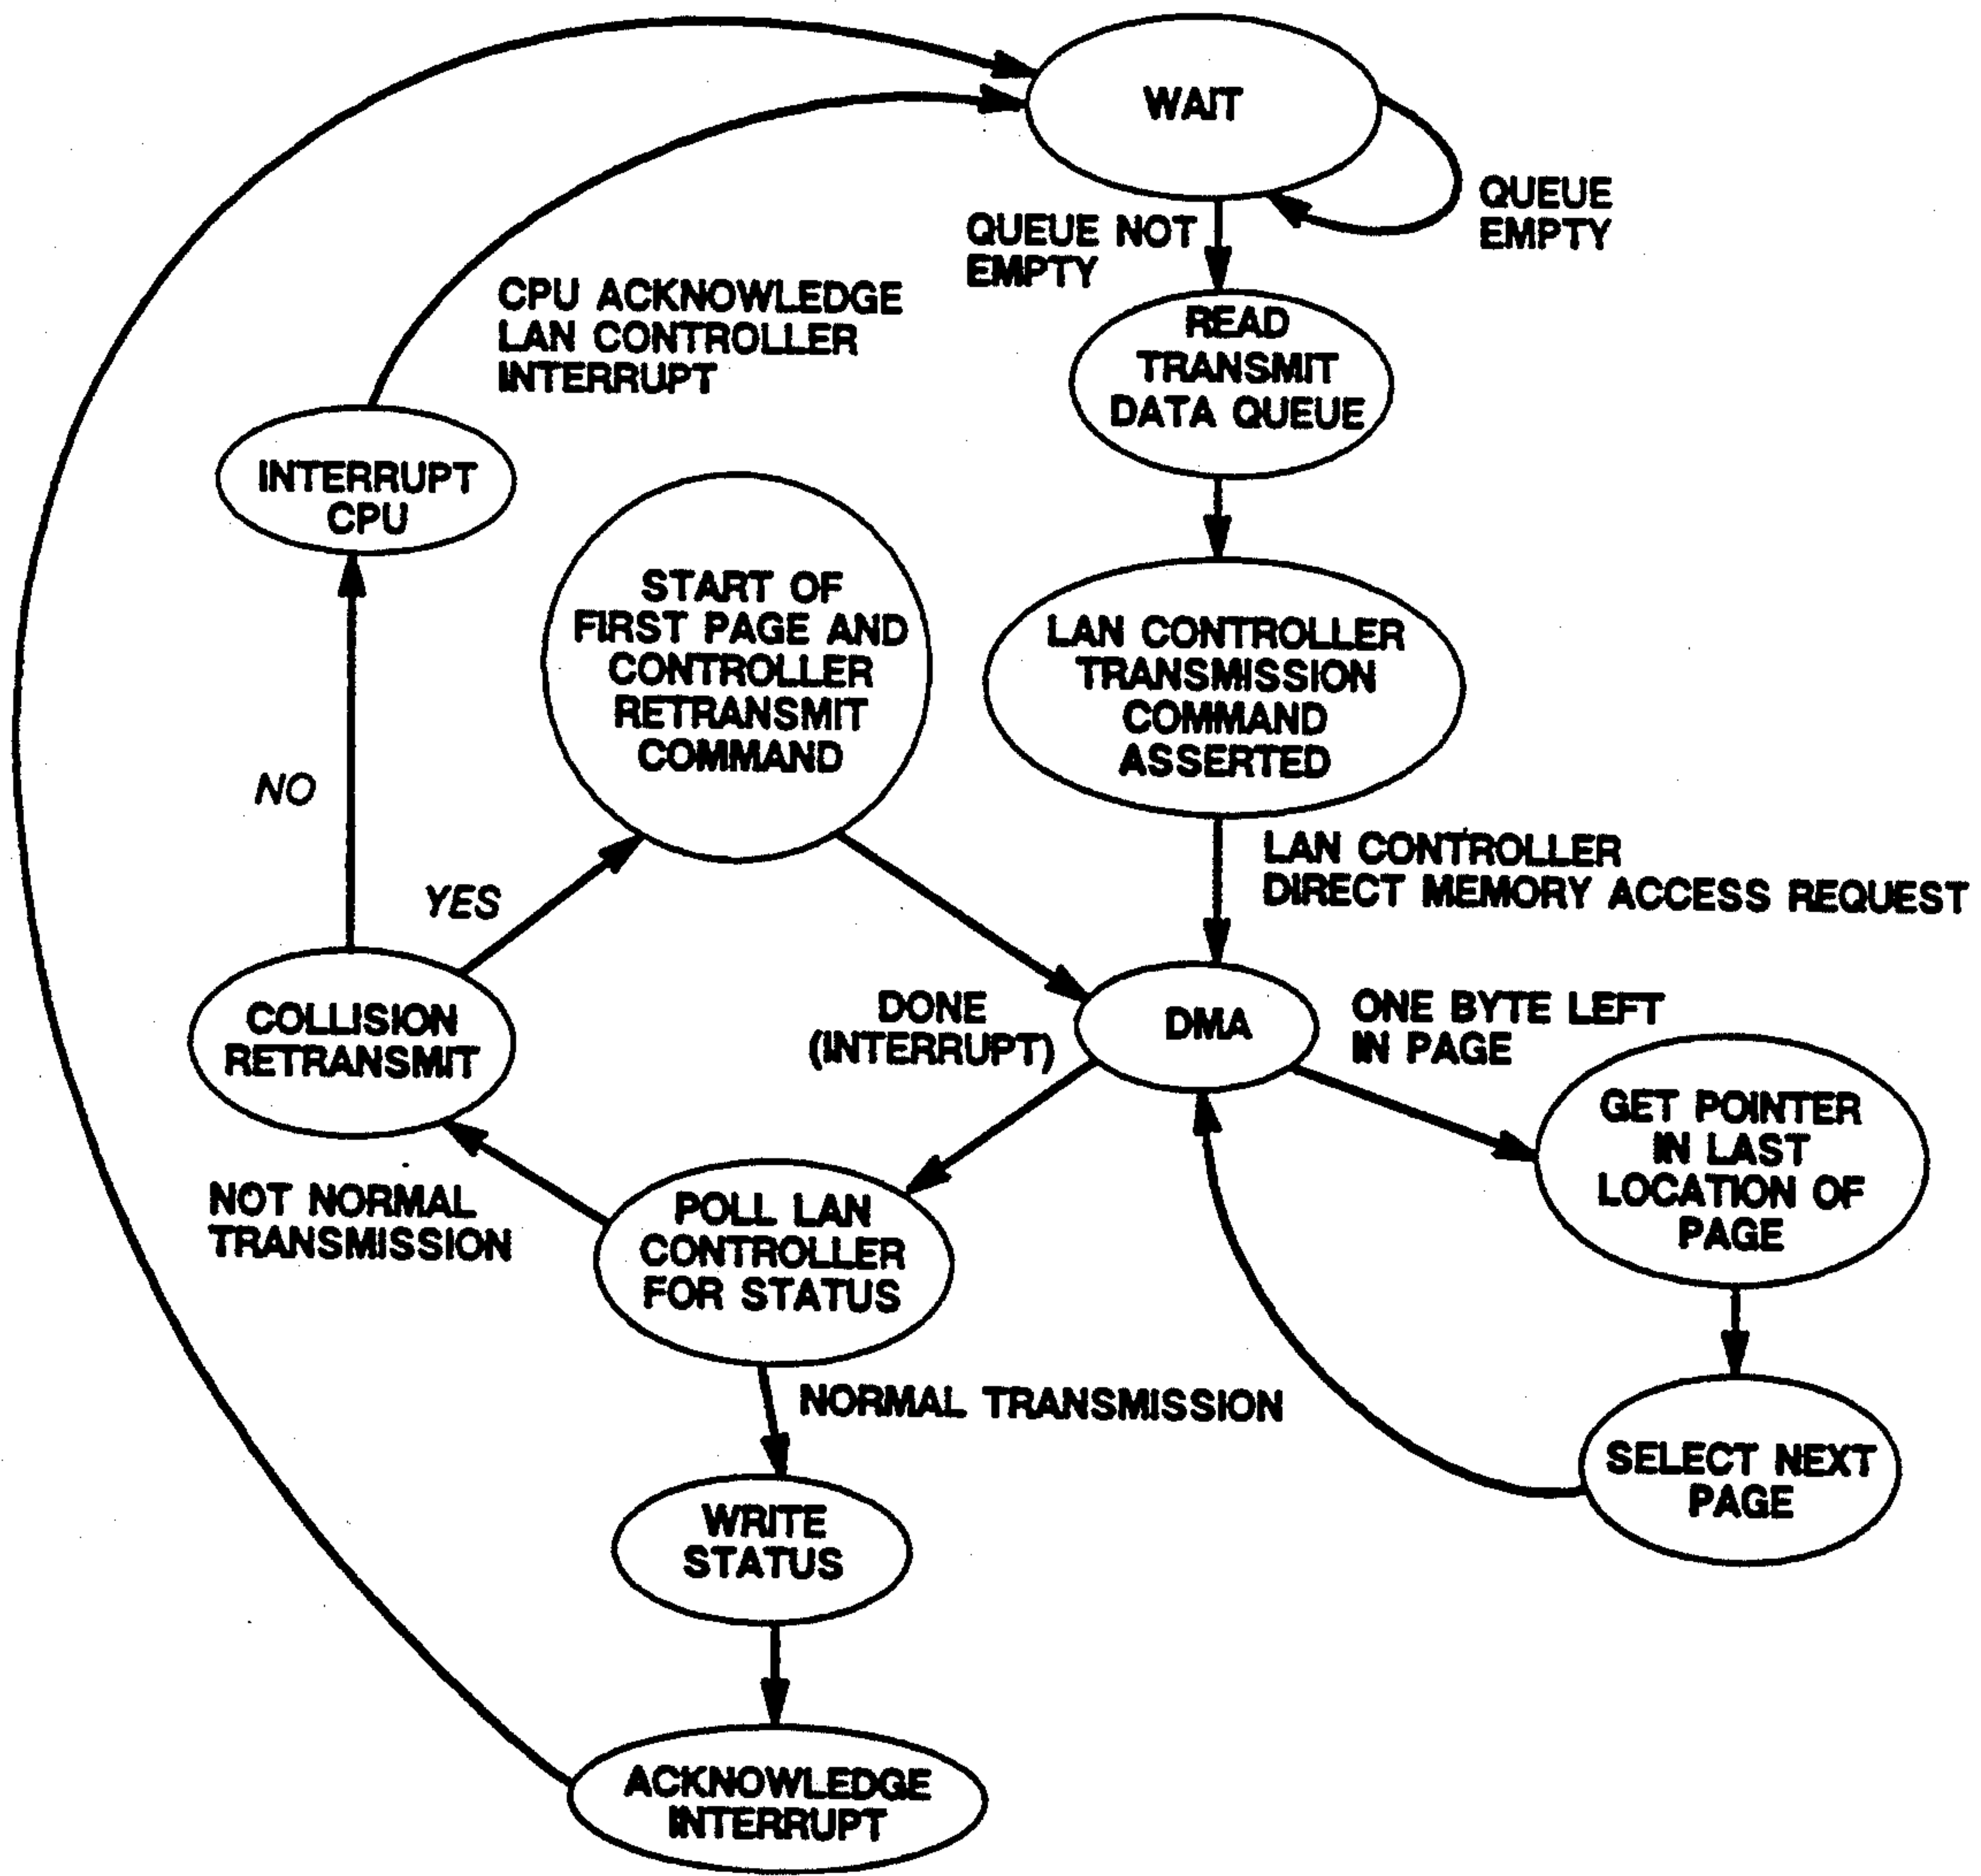 WAIT
QUEUE
EMPTY
QUEUE NOT
EMPTY
READ
TRANSMIT
DATA QUEUE
CPU ACKNOWLEDGE
LAN CONTROLLER
INTERRUPT
INTERRUPT
CPU
START OF
FIRST PAGE AND
CONTROLLER
RETRANSMIT
COMMAND
LAN CONTROLLER
TRANSMISSION
COMMAND
ASSERTED
NO
YES
LAN CONTROLLER
DIRECT MEMORY ACCESS REQUEST
COLLISION
RETRANSMIT
DONE
(INTERRUPT)
DMA
ONE BYTE LEFT
IN PAGE
GET POINTER
IN LAST
LOCATION OF
PAGE
NOT NORMAL
TRANSMISSION
POLL LAN
CONTROLLER
FOR STATUS
NORMAL TRANSMISSION
SELECT NEXT
PAGE
WRITE
STATUS
ACKNOWLEDGE
INTERRUPT